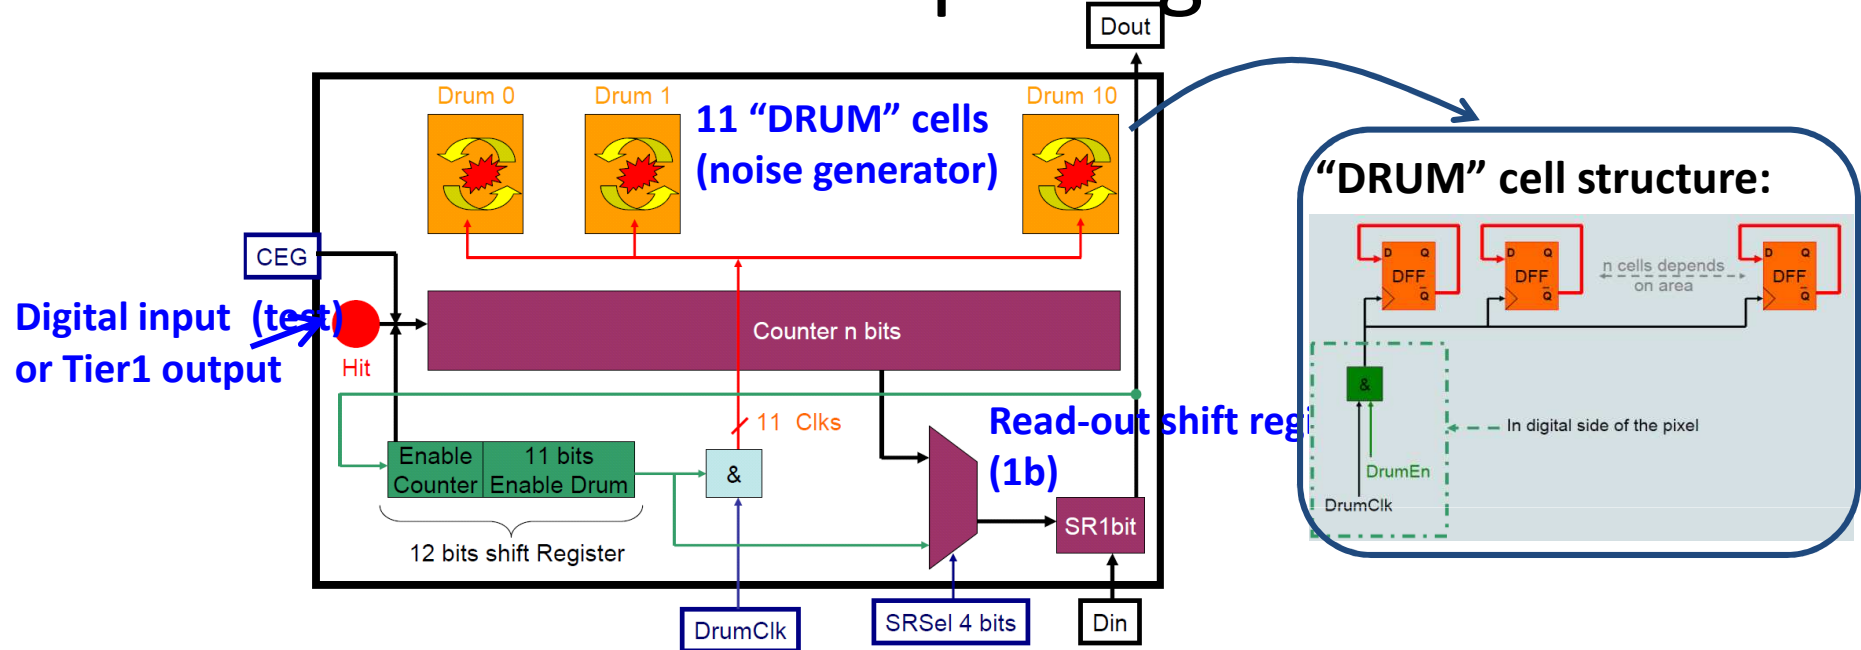 Dout
Drum 0
Drum 1
Drum 10
11 “DRUM” cells
(noise generator)
CEG
Digital input (test)
or Tier1 output
Hit
Counter n bits
11 Clks
Read-out shift regi
(1b)
Enable
Counter
11 bits
Enable Drum
&
SR1bit
12 bits shift Register
DrumClk
SRSel 4 bits
Din
“DRUM” cell structure:
D Q
DFF
Q
D Q
DFF
Q
n cells depends
on area
D Q
DFF
Q
&
In digital side of the pixel
DrumEn
DrumClk